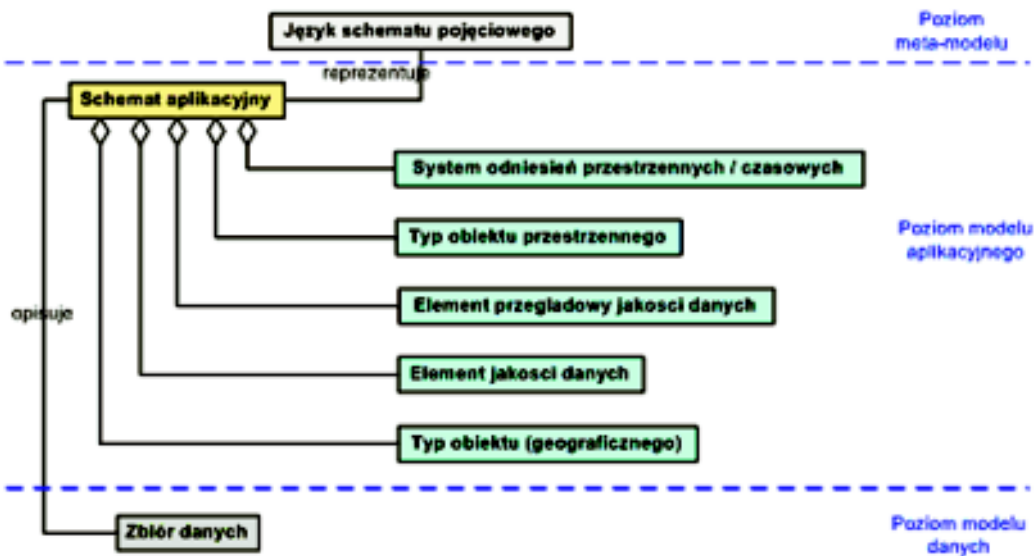 Język schematu pojęciowego
Poziom
meta-modelu
reprezentuje
Schemat aplikacyjny
System odniesień przestrzennych / czasowych
Typ obiektu przestrzennego
Poziom modelu
aplikacyjnego
Element przegladowy jakosci danych
opisuje
Element jakosci danych
Typ obiektu (geograficznego)
Zbiór danych
Poziom modelu
danych